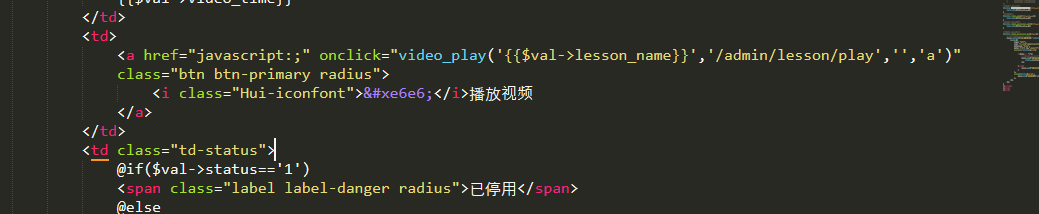 {{$val->video_time}}
</td>
<td>
<a href="javascript:;" onclick="video_play('{{$val->lesson_name}}','/admin/lesson/play','','a')"
class="btn btn-primary radius">
<i class="Hui-iconfont">&#xe6e6;</i>播放视频
</a>
</td>
<td class="td-status">
@if($val->status=='1')
<span class="label label-danger radius">已停用</span>
@else